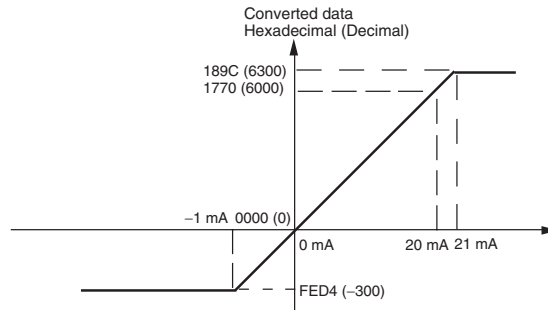 Converted data
Hexadecimal (Decimal)
189C (6300)
1770 (6000)
−1 mA 0000 (0)
0 mA
20 mA 21 mA
FED4 (−300)